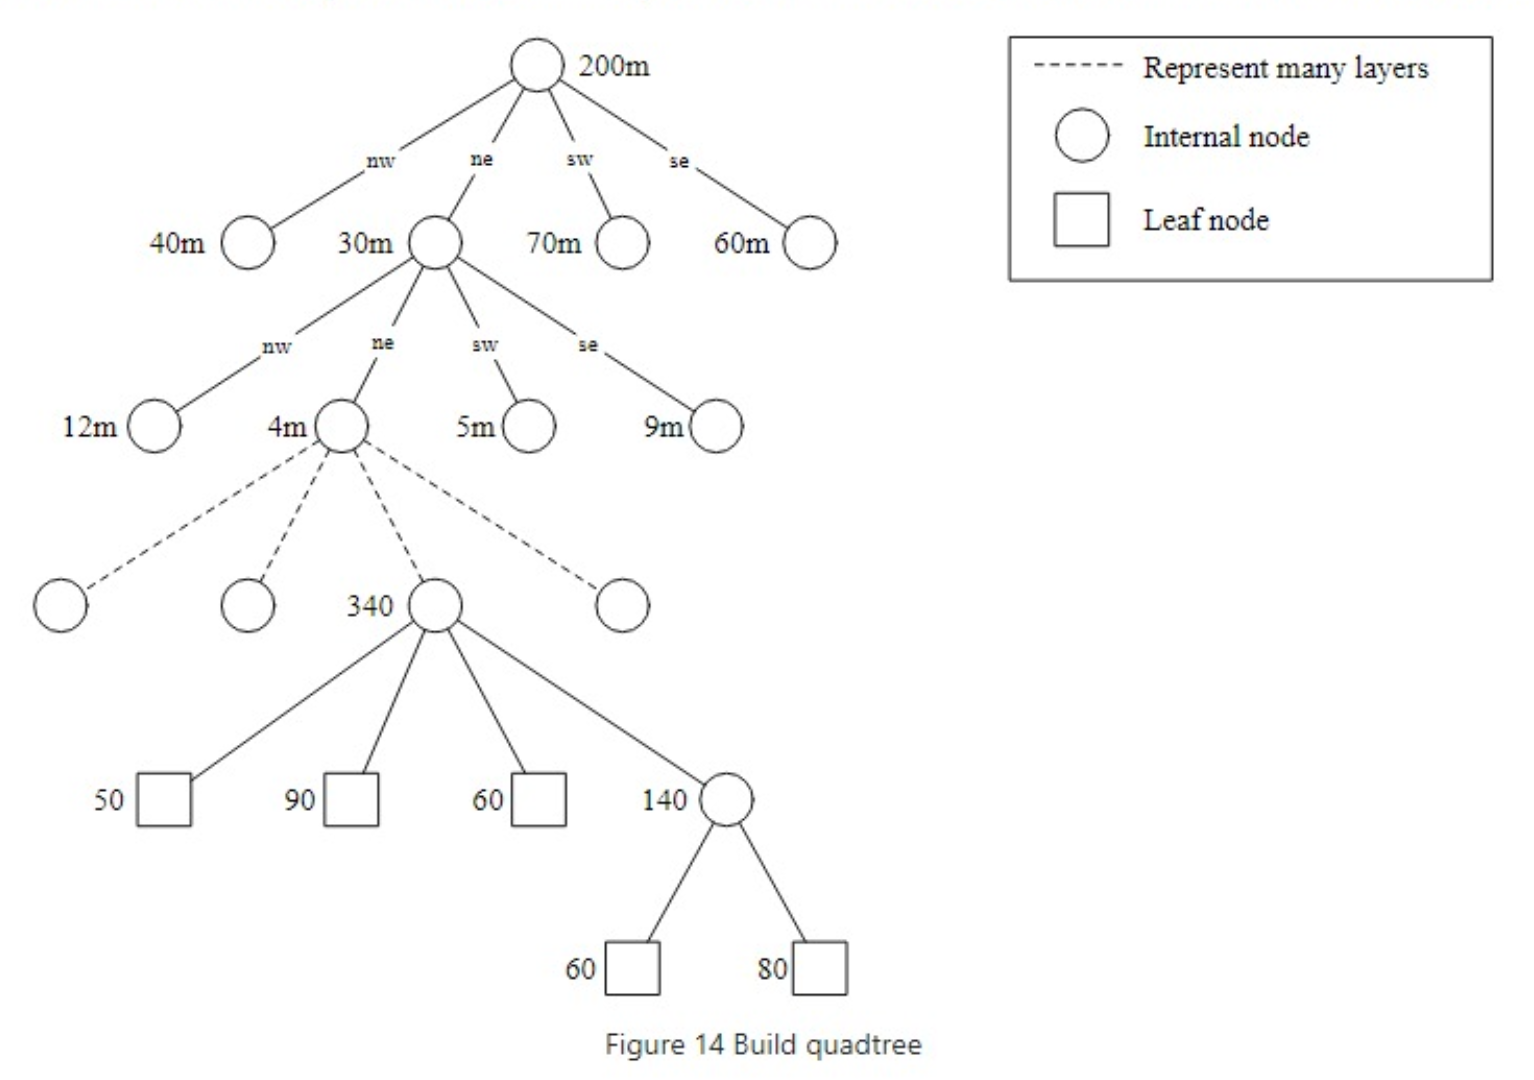 200m
Represent many layers
Internal node
Leaf node
nw
ne
sw
se
40m
30m
70m
60m
nw
ne
sw
se
12m
4m
5m
9m
340
50
90
60
140
60
80
Figure 14 Build quadtree